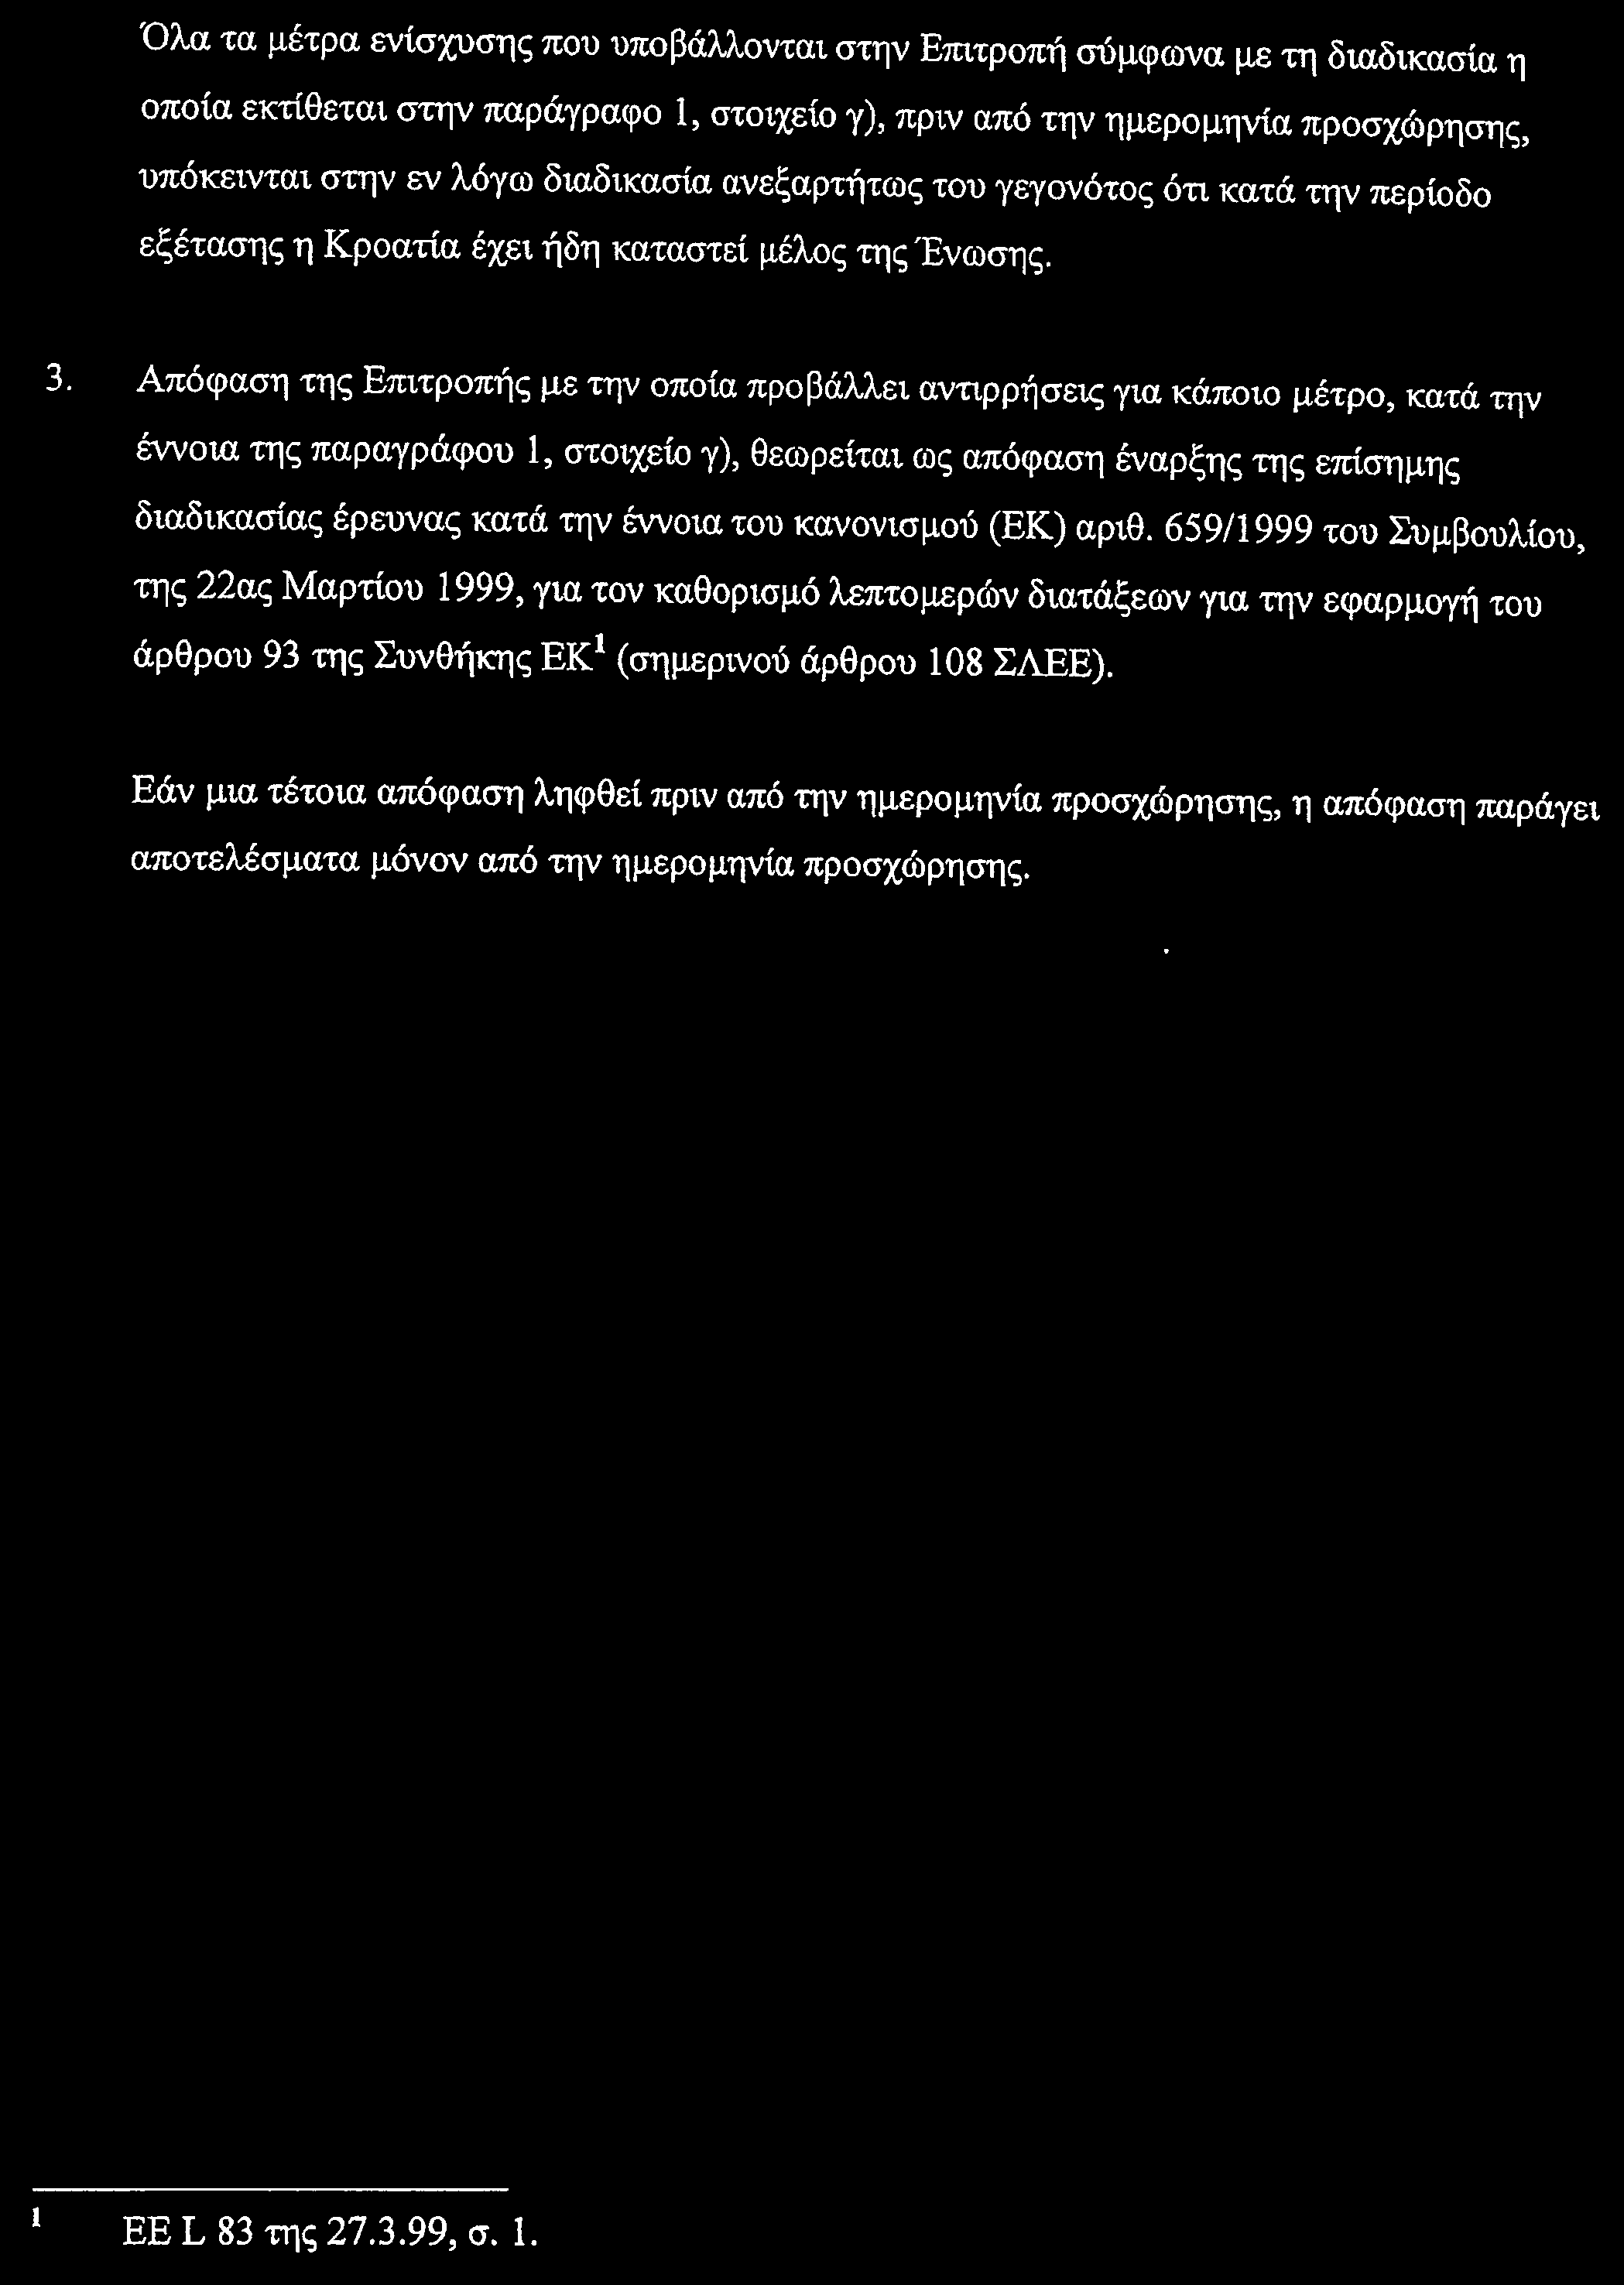 Όλα τα μέτρα ενίσχυσης που υποβάλλονται στην Επιτροπή σύμφωνα με τη διαδικασία η
οποία εκτίθεται στην παράγραφο 1, στοιχείο γ), πριν από την ημερομηνία προσχώρησης,
υπόκεινται στην εν λόγω διαδικασία ανεξαρτήτως του γεγονότος ότι κατά την περίοδο
εξέτασης η Κροατία έχει ήδη καταστεί μέλος της Ένωσης.
3. Απόφαση της Επιτροπής με την οποία προβάλλει αντιρρήσεις για κάποιο μέτρο, κατά την
έννοια της παραγράφου 1, στοιχείο γ), θεωρείται ως απόφαση έναρξης της επίσημης
διαδικασίας έρευνας κατά την έννοια του κανονισμού (ΕΚ) αριθ. 659/1999 του Συμβουλίου,
της 22ας Μαρτίου 1999, για τον καθορισμό λεπτομερών διατάξεων για την εφαρμογή του
άρθρου 93 της Συνθήκης ΕΚ¹ (σημερινού άρθρου 108 ΣΛΕΕ).
Εάν μια τέτοια απόφαση ληφθεί πριν από την ημερομηνία προσχώρησης, η απόφαση παράγει
αποτελέσματα μόνον από την ημερομηνία προσχώρησης.
¹ ΕΕ L 83 της 27.3.99, σ. 1.